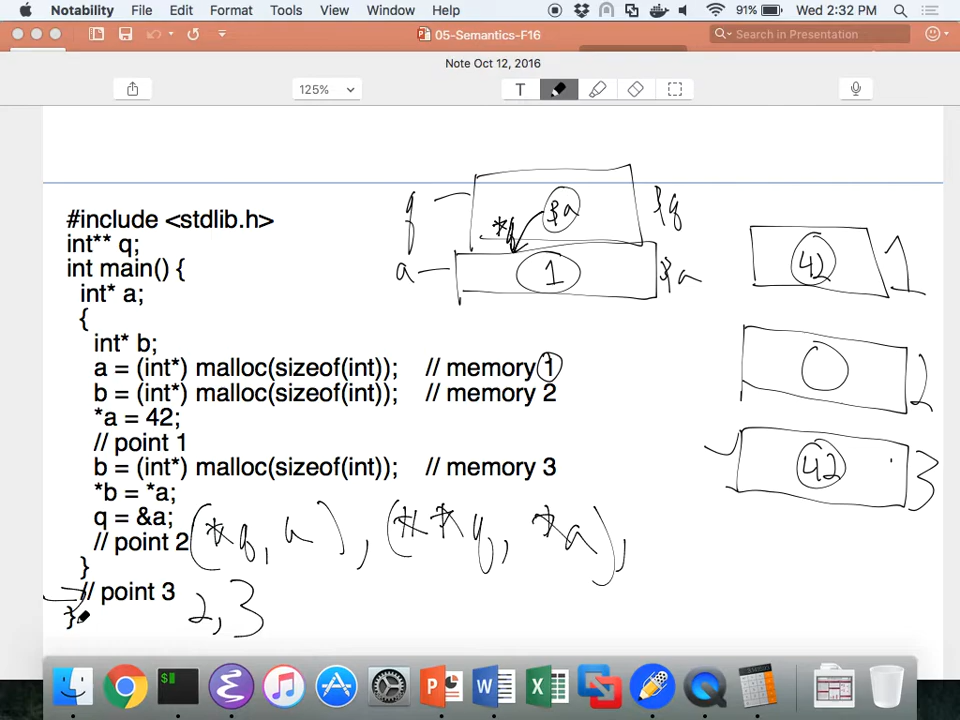 Notability File Edit Format Tools View Window Help 91% Wed 2:32 PM
05-Semantics-F16 Search in Presentation
Note Oct 12, 2016
125% T
#include <stdlib.h>
int** q;
int main() {
int* a;
{
int* b;
a = (int*) malloc(sizeof(int)); // memory 1
b = (int*) malloc(sizeof(int)); // memory 2
*a = 42;
// point 1
b = (int*) malloc(sizeof(int)); // memory 3
*b = *a;
q = &a;
// point 2 (*q, a), (**q, *a),
}
// point 3 2, 3
}
q &a &q
*q
a 1 &a
42 1
2
42 3
$
P W X